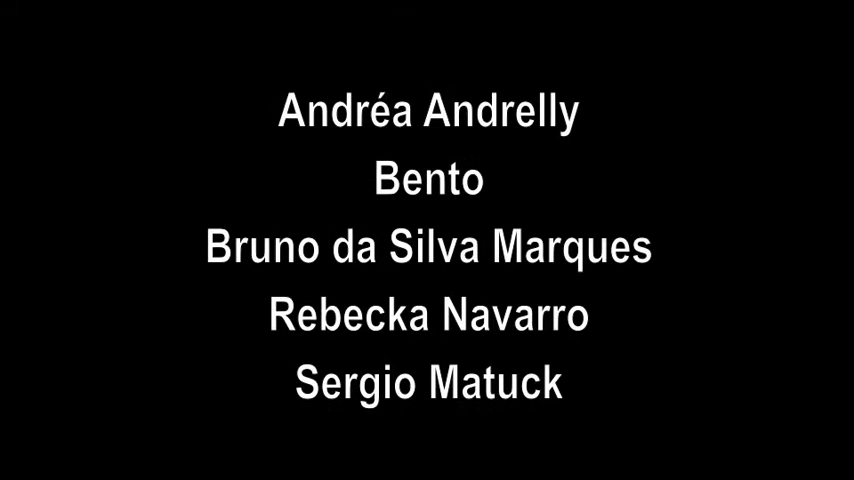 Andréa Andrelly
Bento
Bruno da Silva Marques
Rebecka Navarro
Sergio Matuck